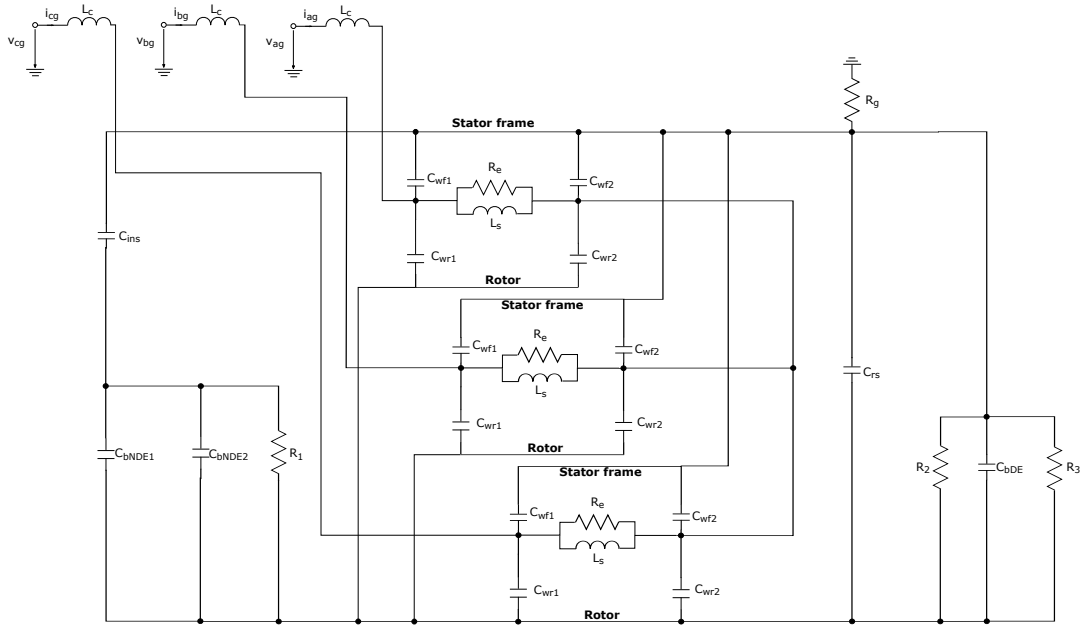 i_cg L_c
i_bg L_c
i_ag L_c
v_cg
v_bg
v_ag
R_g
Stator frame
C_wf1
R_e
C_wf2
L_s
C_ins
C_wr1
C_wr2
Rotor
Stator frame
C_wf1
R_e
C_wf2
L_s
C_rs
C_wr1
C_wr2
Rotor
C_bNDE1
C_bNDE2
R_1
Stator frame
R_2
C_bDE
R_3
C_wf1
R_e
C_wf2
L_s
C_wr1
C_wr2
Rotor